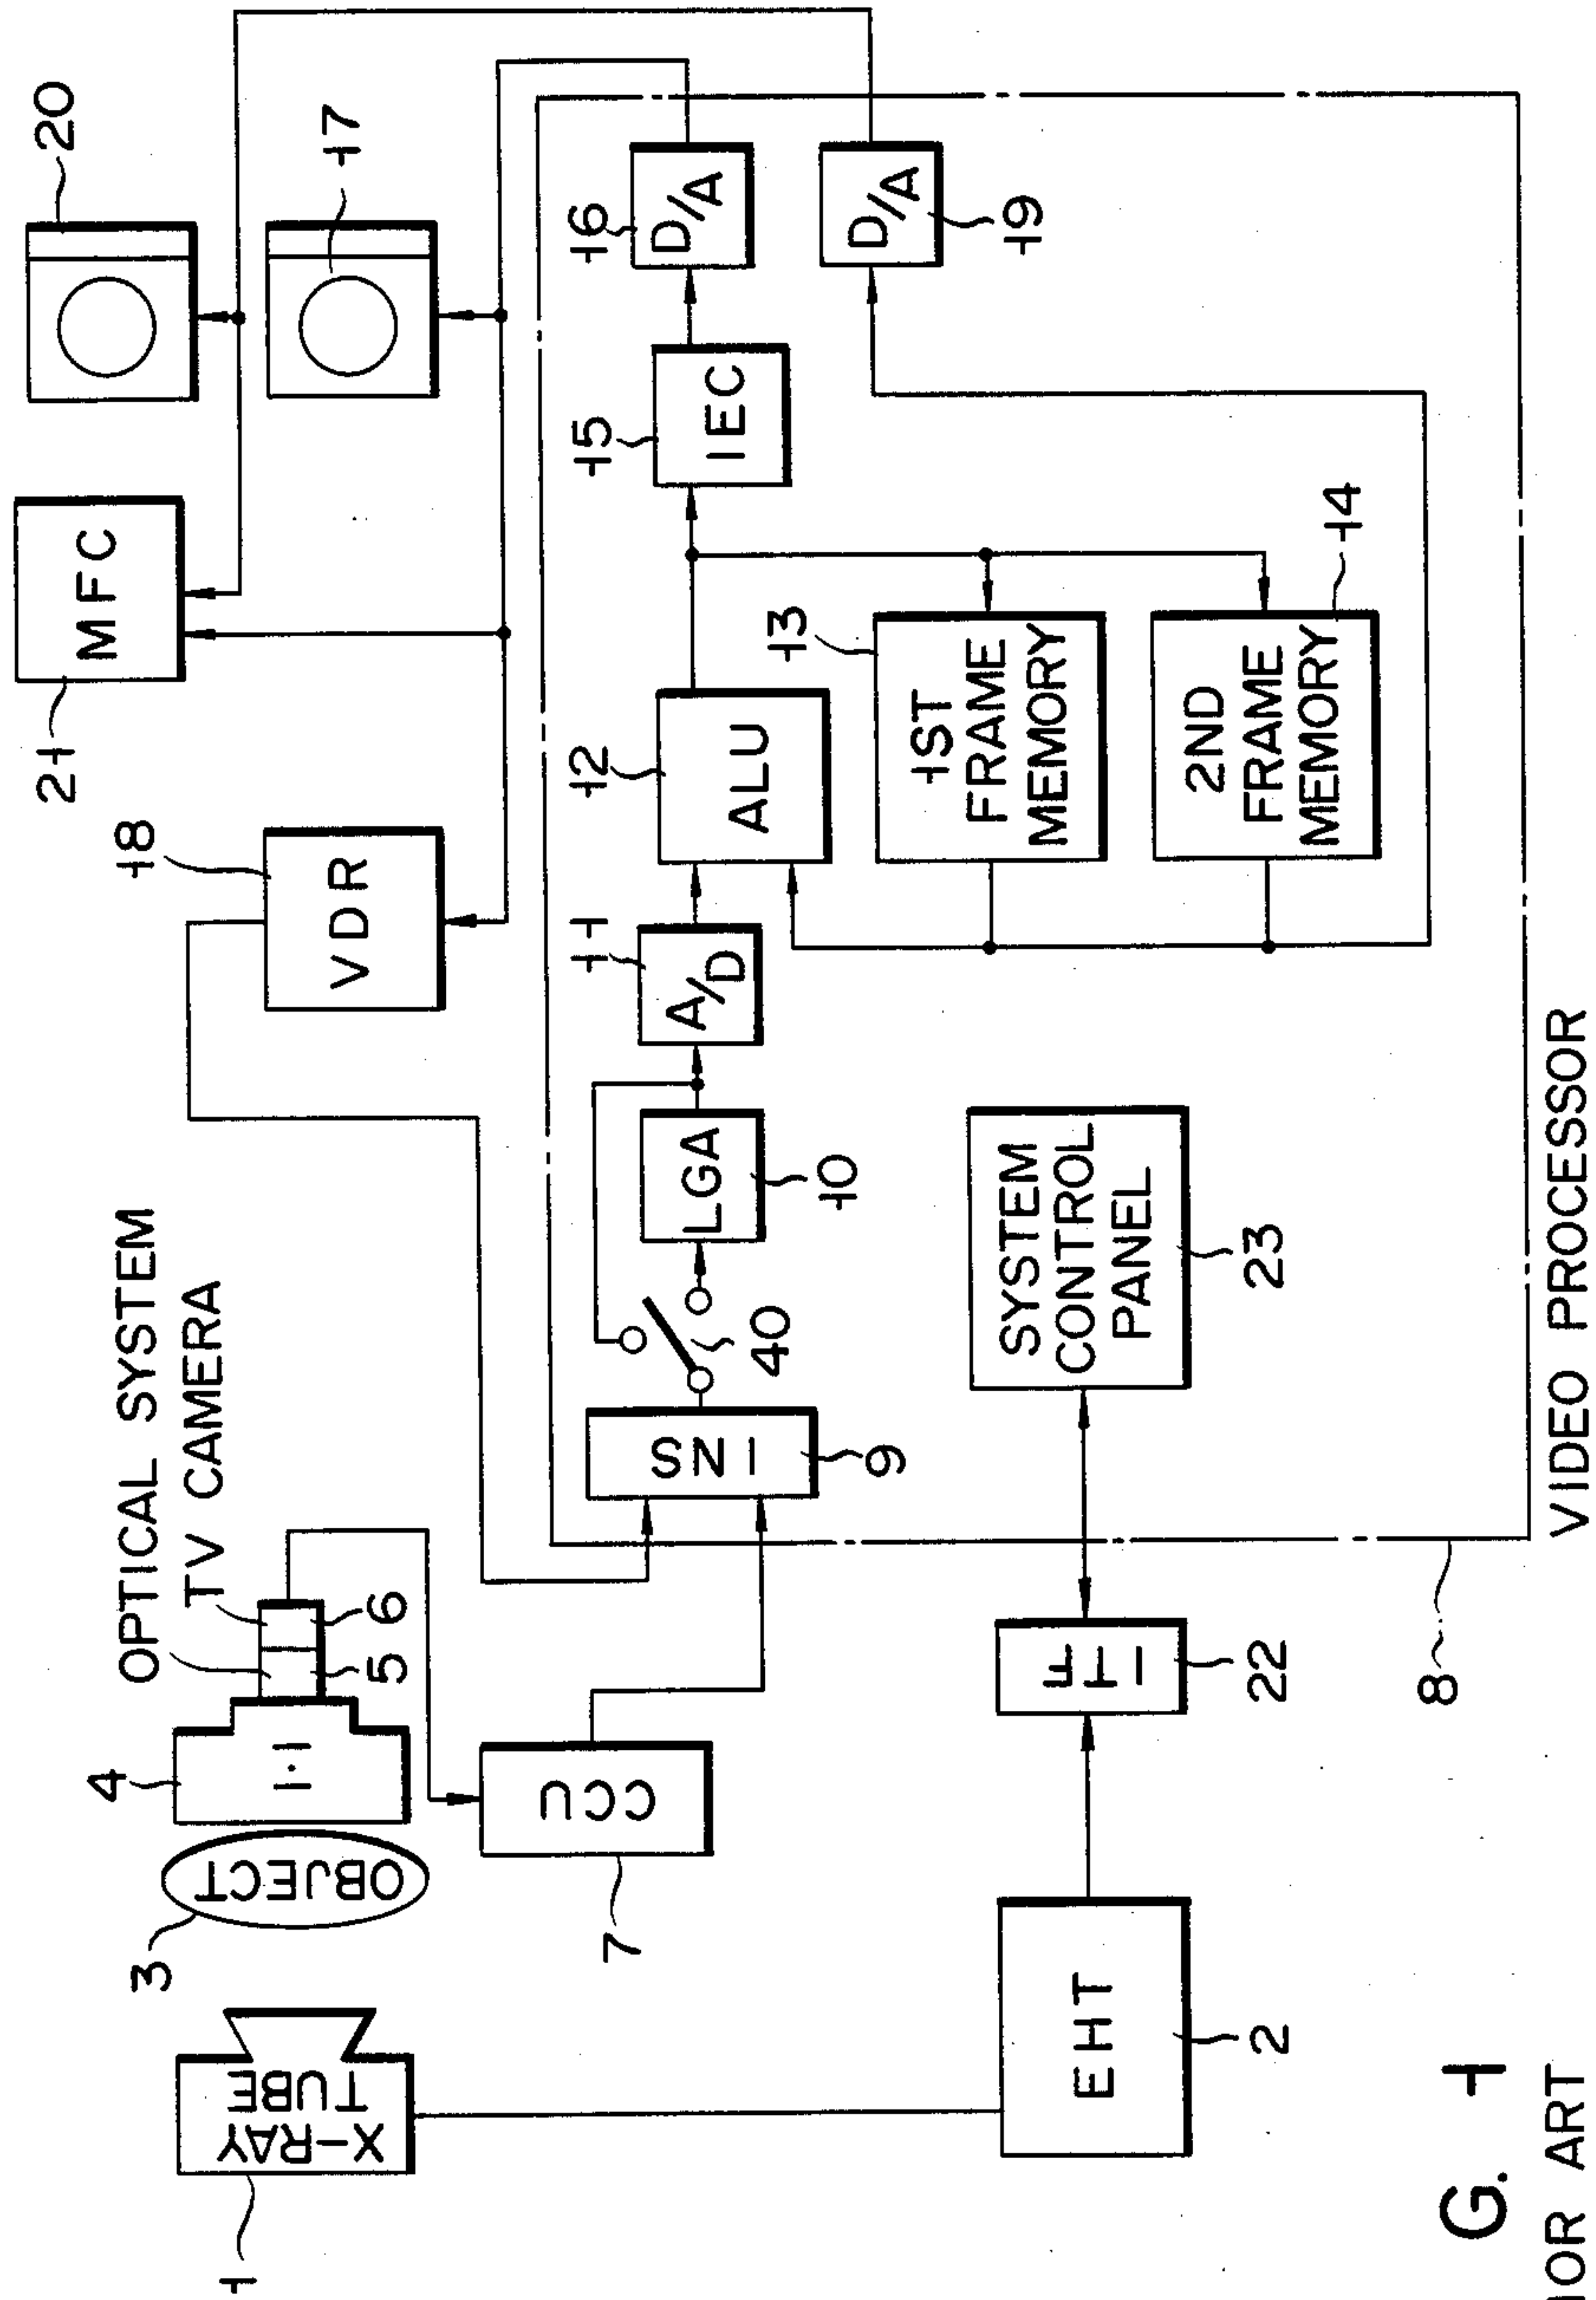 OPTICAL SYSTEM
TV CAMERA
1
X-RAY
TUBE
3
OBJECT
4
I·I
5
6
7
CCU
EHT
2
18
VDR
21
MFC
20
17
INS
9
40
LGA
10
11
A/D
12
ALU
13
1ST
FRAME
MEMORY
14
2ND
FRAME
MEMORY
15
IEC
16
D/A
D/A
19
ITF
22
SYSTEM
CONTROL
PANEL
23
8
VIDEO PROCESSOR
G. 1
IOR ART